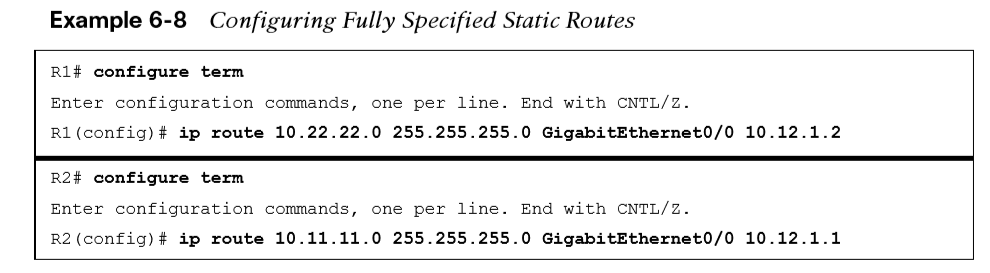 Example 6-8 Configuring Fully Specified Static Routes
R1# configure term
Enter configuration commands, one per line. End with CNTL/Z.
R1(config)# ip route 10.22.22.0 255.255.255.0 GigabitEthernet0/0 10.12.1.2
R2# configure term
Enter configuration commands, one per line. End with CNTL/Z.
R2(config)# ip route 10.11.11.0 255.255.255.0 GigabitEthernet0/0 10.12.1.1